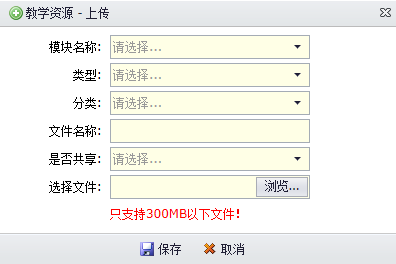 教学资源 - 上传
模块名称: 请选择...
类型: 请选择...
分类: 请选择...
文件名称:
是否共享: 请选择...
选择文件: 浏览...
只支持300MB以下文件!
保存 取消